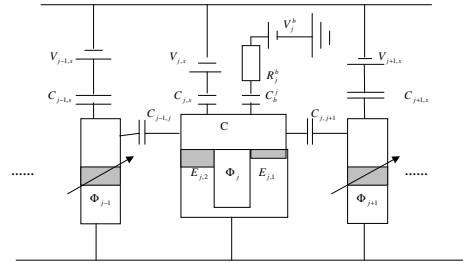 V_j^b
V_{j-1,x}
V_{j,x}
V_{j+1,x}
R_j^b
C_{j-1,x}
C_{j,x}
C_b^j
C_{j+1,x}
C_{j-1,j}
C_{j,j+1}
C
......
E_{j,2}
Φ_j
E_{j,1}
......
Φ_{j-1}
Φ_{j+1}